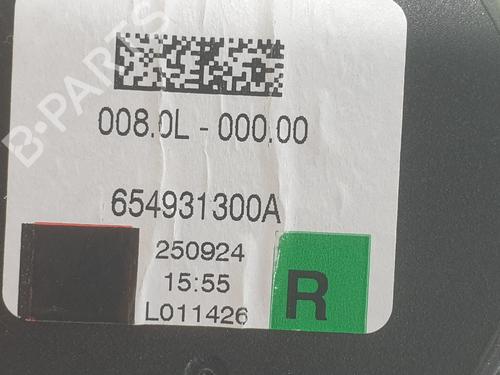 B-PARTS
008.0L - 000.00
654931300A
250924
15:55
L011426
R